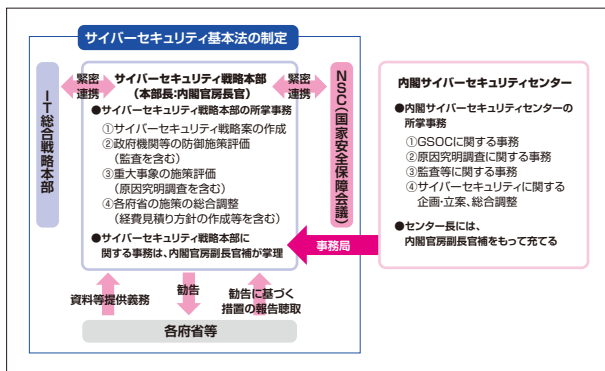 サイバーセキュリティ基本法の制定
IT総合戦略本部
緊密
連携
サイバーセキュリティ戦略本部
(本部長:内閣官房長官)
●サイバーセキュリティ戦略本部の所掌事務
①サイバーセキュリティ戦略案の作成
②政府機関等の防御施策評価
(監査を含む)
③重大事象の施策評価
(原因究明調査を含む)
④各府省の施策の総合調整
(経費見積り方針の作成等を含む)
●サイバーセキュリティ戦略本部に
関する事務は、内閣官房副長官補が掌理
緊密
連携
NSC(国家安全保障会議)
内閣サイバーセキュリティセンター
●内閣サイバーセキュリティセンターの
所掌事務
①GSOCに関する事務
②原因究明調査に関する事務
③監査等に関する事務
④サイバーセキュリティに関する
企画・立案、総合調整
●センター長には、
内閣官房副長官補をもって充てる
事務局
資料等提供義務
勧告
勧告に基づく
措置の報告聴取
各府省等